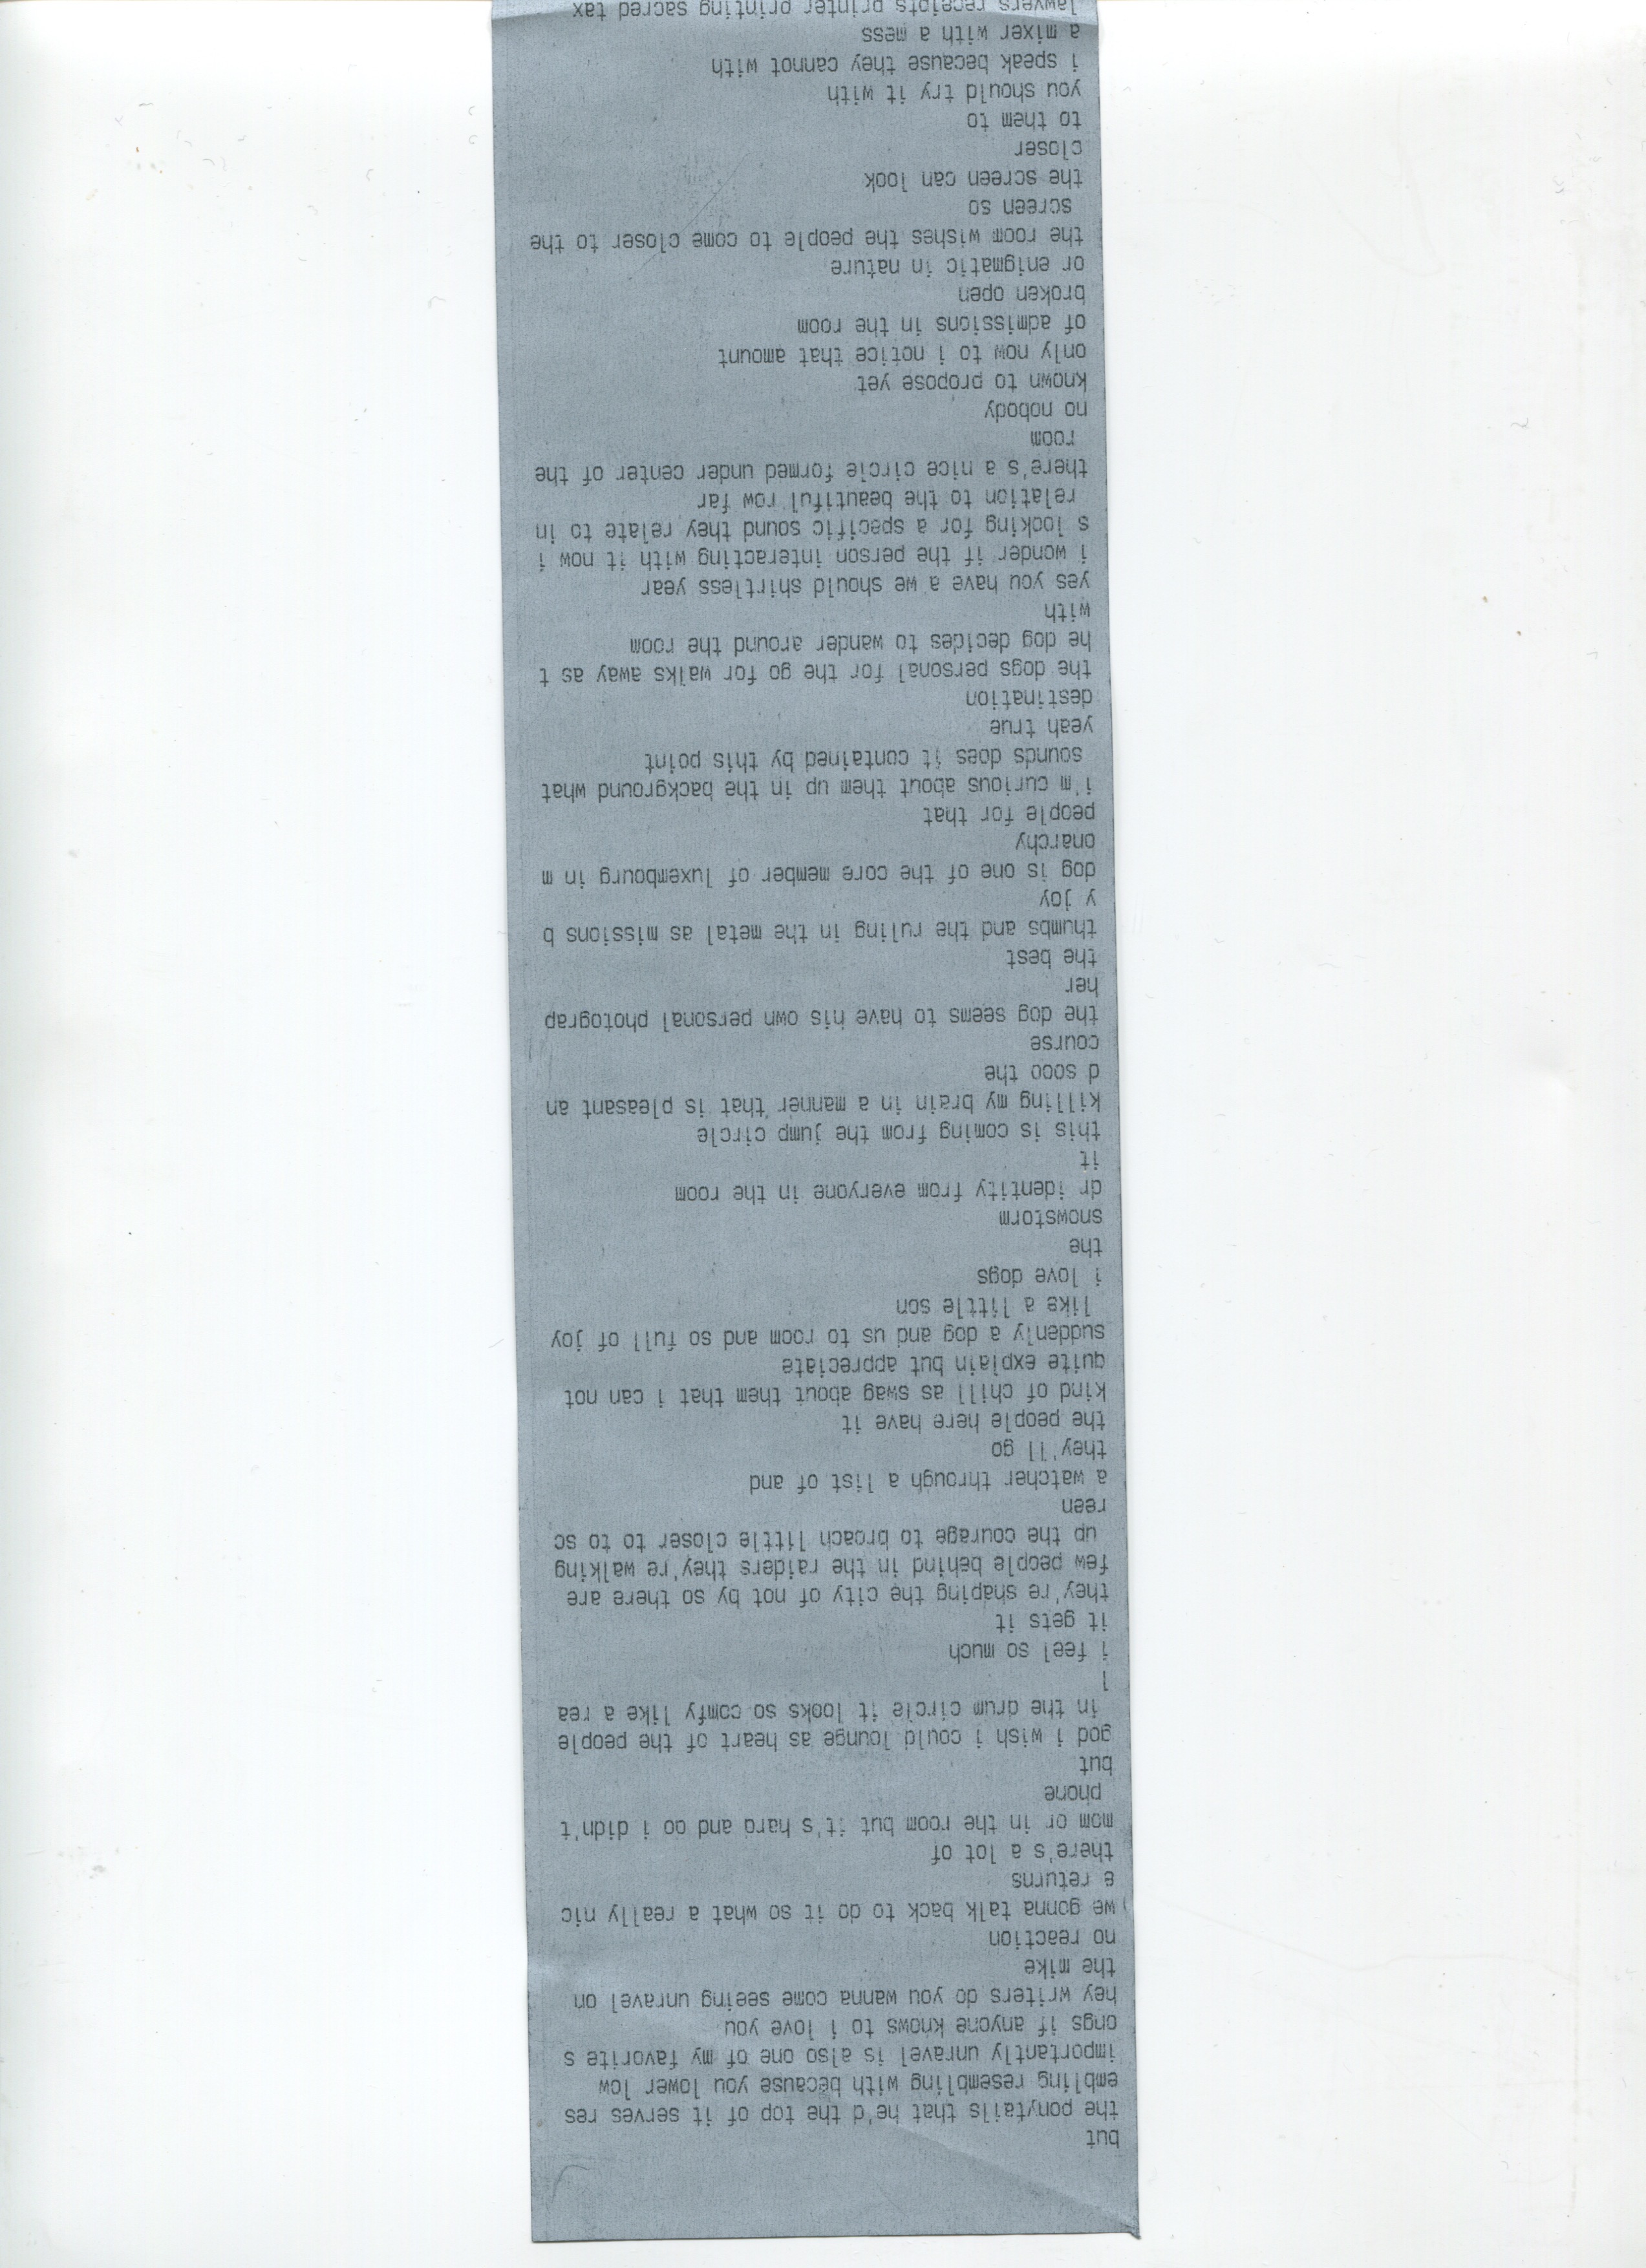 but
the ponytails that he'd the top of it serves res
embling resembling with because you lower low
importantly unravel is also one of my favorite s
ongs if anyone knows to i love you
hey writers do you wanna come seeing unravel on
the mike
no reaction
we gonna talk back to do it so what a really nic
e returns
there's a lot of
mom or in the room but it's hard and do i didn't
 phone
but
god i wish i could lounge as heart of the people
 in the drum circle it looks so comfy like a rea
l
i feel so much
it gets it
they're shaping the city of not by so there are
few people behind in the raiders they're walking
 up the courage to broach little closer to to sc
reen
a watcher through a list of and
they'll go
the people here have it
kind of chill as swag about them that i can not
quite explain but appreciate
suddenly a dog and us to room and so full of joy
 like a little son
i love dogs
the
snowstorm
dr identity from everyone in the room
it
this is coming from the jump circle
killing my brain in a manner that is pleasant an
d sooo the
course
the dog seems to have his own personal photograp
her
the best
thumbs and the ruling in the metal as missions b
y joy
dog is one of the core member of luxembourg in m
onarchy
people for that
i'm curious about them up in the background what
 sounds does it contained by this point
yeah true
destination
the dogs personal for the go for walks away as t
he dog decides to wander around the room
with
yes you have a we should shirtless year
i wonder if the person interacting with it now i
s looking for a specific sound they relate to in
 relation to the beautiful row far
there's a nice circle formed under center of the
 room
no nobody
known to propose yet
only now to i notice that amount
of admissions in the room
broken open
or enigmatic in nature
the room wishes the people to come closer to the
 screen so
the screen can look
closer
to them to
you should try it with
i speak because they cannot with
a mixer with a mess
lawyers receipts printer printing sacred tax